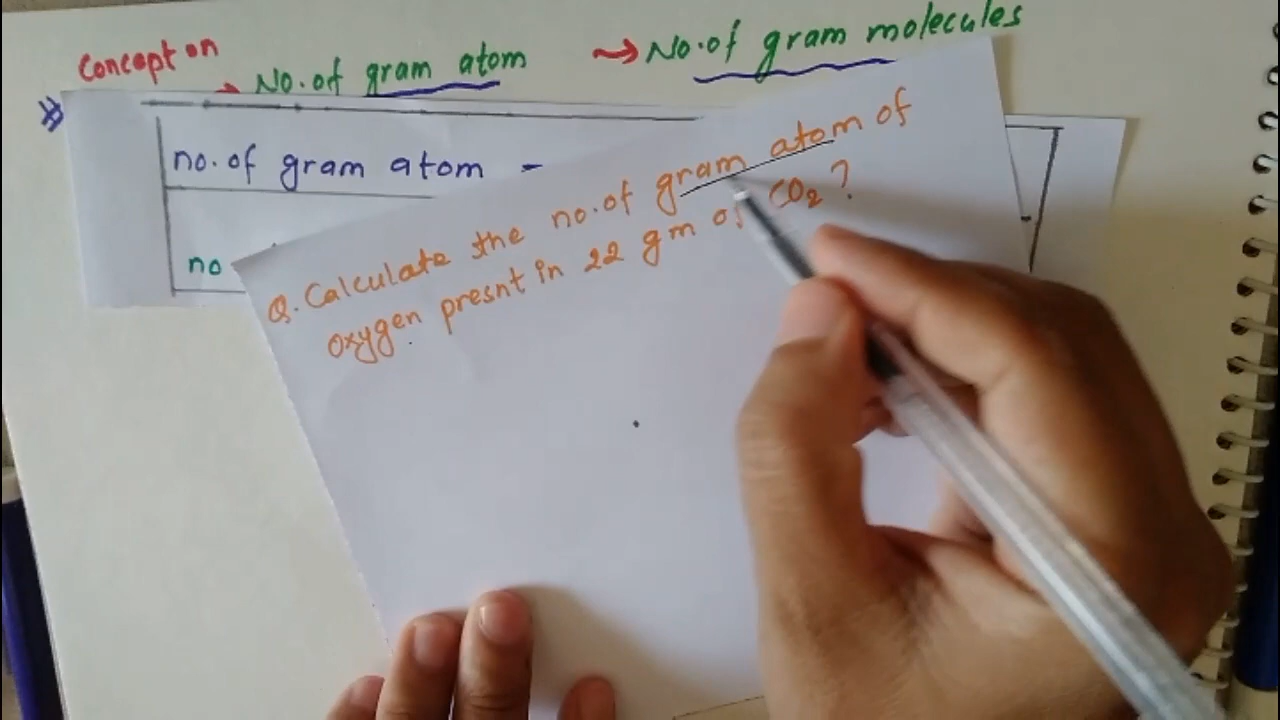 Concept on
→ No. of gram atom
→ No. of gram molecules
no. of gram atom -
no
Q. Calculate the no. of gram atom of
oxygen presnt in 22 gm of CO₂ ?